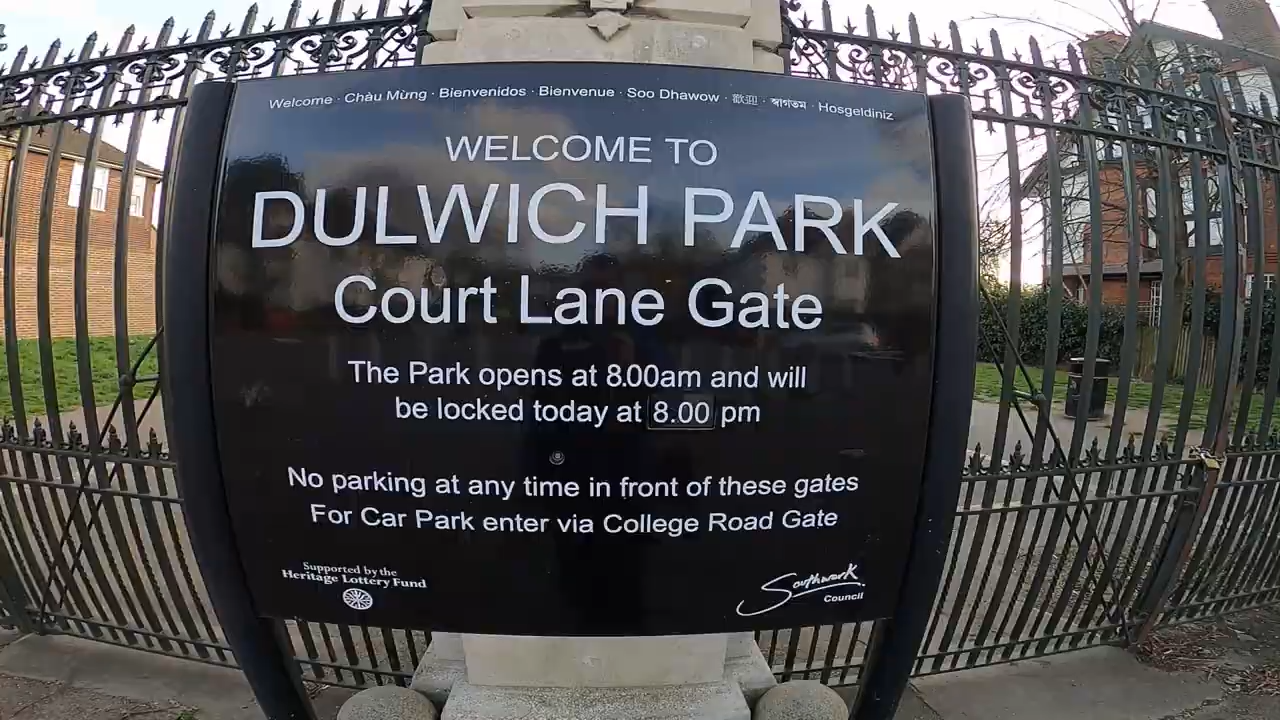 Welcome · Chàu Mừng · Bienvenidos · Bienvenue · Soo Dhawow · 歡迎 · স্বাগতম · Hosgeldiniz
WELCOME TO
DULWICH PARK
Court Lane Gate
The Park opens at 8.00am and will
be locked today at 8.00 pm
No parking at any time in front of these gates
For Car Park enter via College Road Gate
Supported by the
Heritage Lottery Fund
Southwark
Council